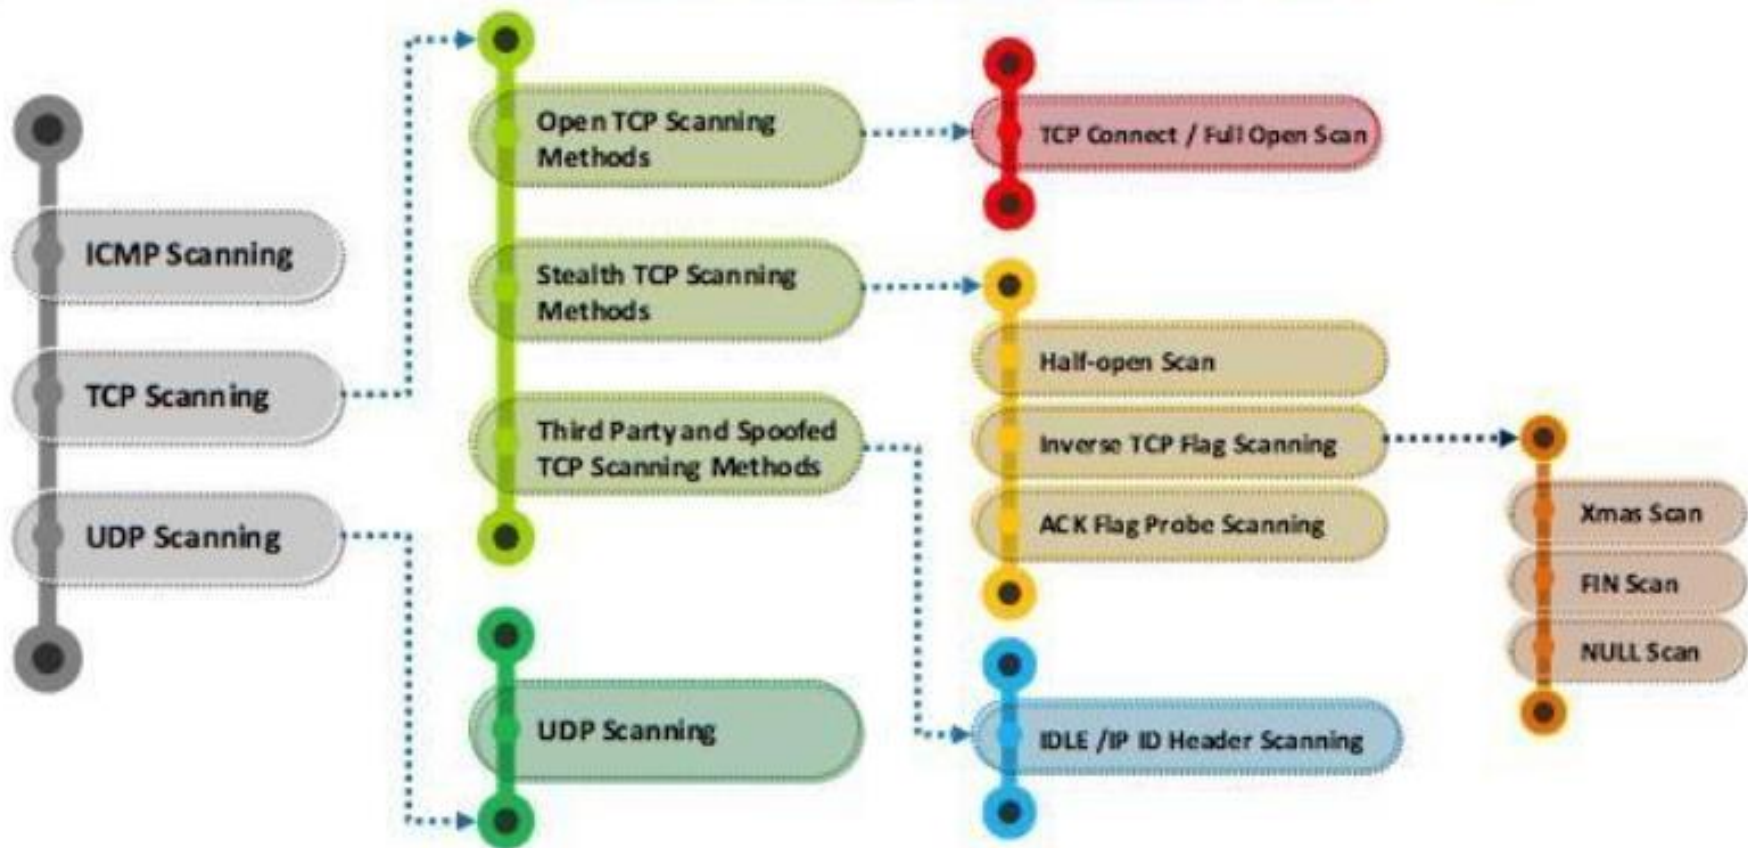 ICMP Scanning
TCP Scanning
UDP Scanning
Open TCP Scanning
Methods
Stealth TCP Scanning
Methods
Third Party and Spoofed
TCP Scanning Methods
UDP Scanning
TCP Connect / Full Open Scan
Half-open Scan
Inverse TCP Flag Scanning
ACK Flag Probe Scanning
IDLE /IP ID Header Scanning
Xmas Scan
FIN Scan
NULL Scan